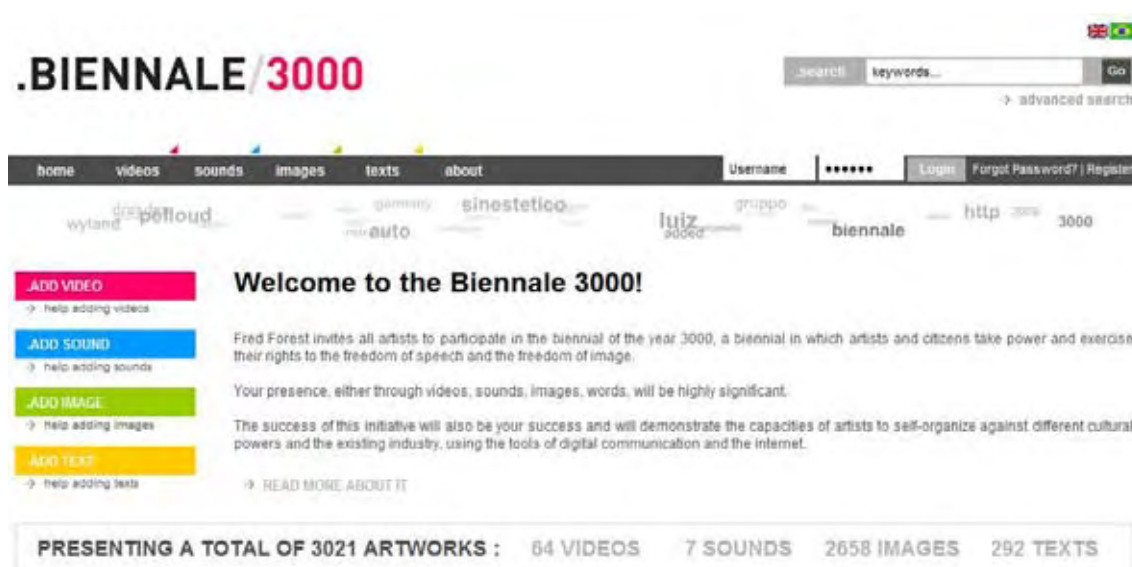 .BIENNALE/3000
.search keywords... Go
advanced search
home videos sounds images texts about Username •••••• Login Forgot Password? | Register
wyland dresden polloud germany auto sinestetico luiz added gruppo biennale http 3000
.ADD VIDEO
help adding videos
.ADD SOUND
help adding sounds
.ADD IMAGE
help adding images
.ADD TEXT
help adding texts
Welcome to the Biennale 3000!
Fred Forest invites all artists to participate in the biennial of the year 3000, a biennial in which artists and citizens take power and exercise
their rights to the freedom of speech and the freedom of image.
Your presence, either through videos, sounds, images, words, will be highly significant.
The success of this initiative will also be your success and will demonstrate the capacities of artists to self-organize against different cultural
powers and the existing industry, using the tools of digital communication and the internet.
READ MORE ABOUT IT
PRESENTING A TOTAL OF 3021 ARTWORKS : 64 VIDEOS 7 SOUNDS 2658 IMAGES 292 TEXTS